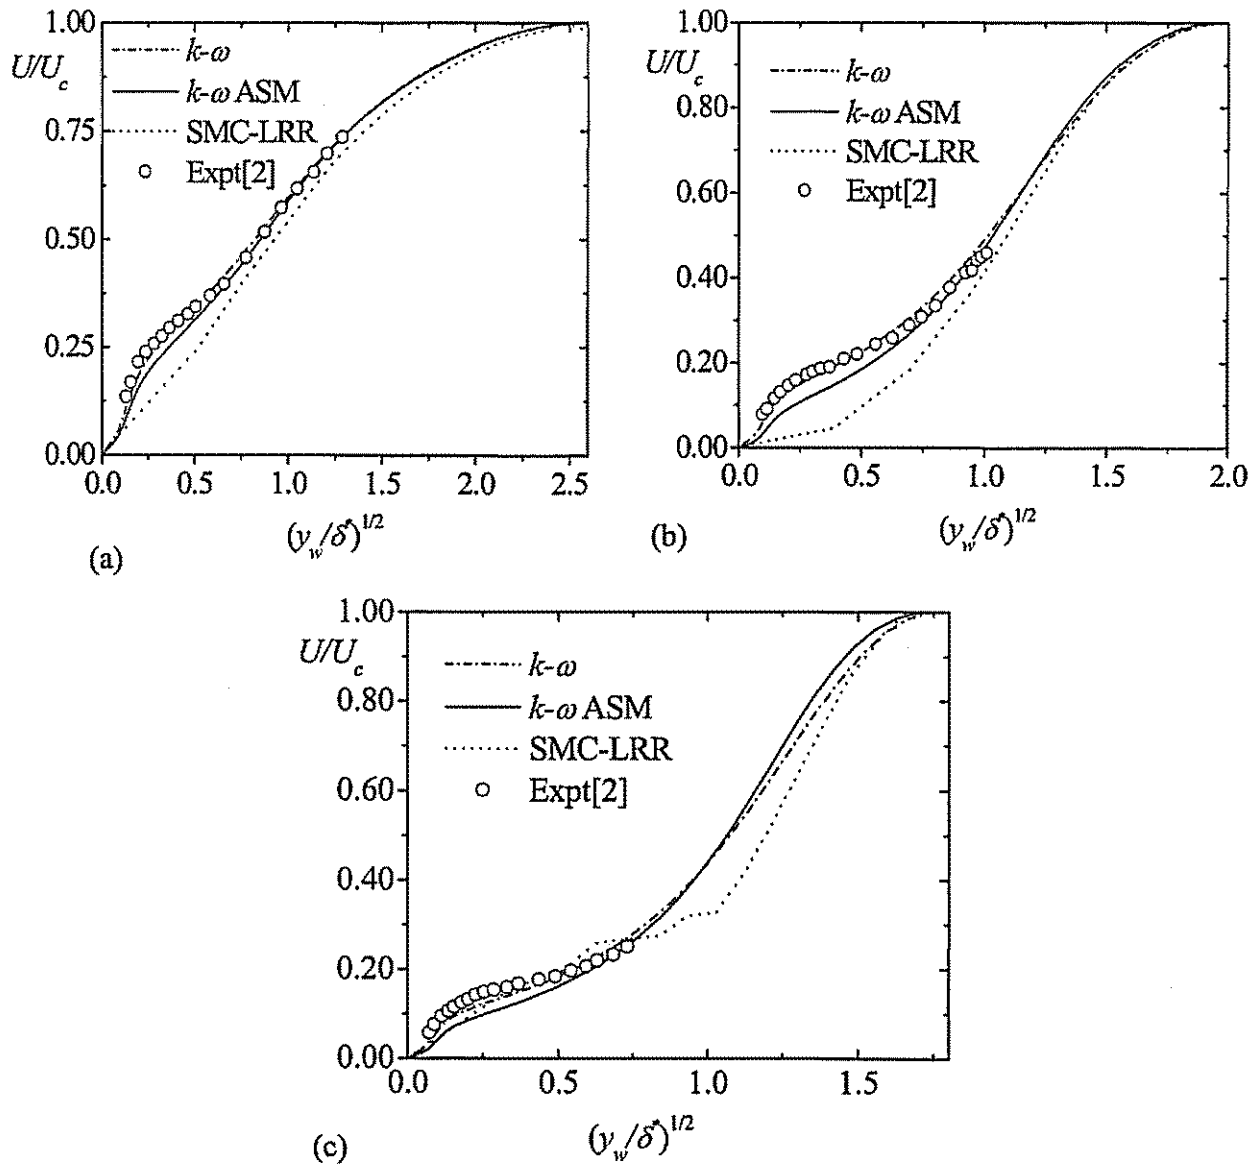 1.00
U/U_c
0.75
0.50
0.25
0.00
k-ω
k-ω ASM
SMC-LRR
Expt[2]
0.0 0.5 1.0 1.5 2.0 2.5
(y_w/δ*)^1/2
(a)
1.00
U/U_c
0.80
0.60
0.40
0.20
0.00
k-ω
k-ω ASM
SMC-LRR
Expt[2]
0.0 0.5 1.0 1.5 2.0
(y_w/δ*)^1/2
(b)
1.00
U/U_c
0.80
0.60
0.40
0.20
0.00
k-ω
k-ω ASM
SMC-LRR
Expt[2]
0.0 0.5 1.0 1.5
(y_w/δ*)^1/2
(c)